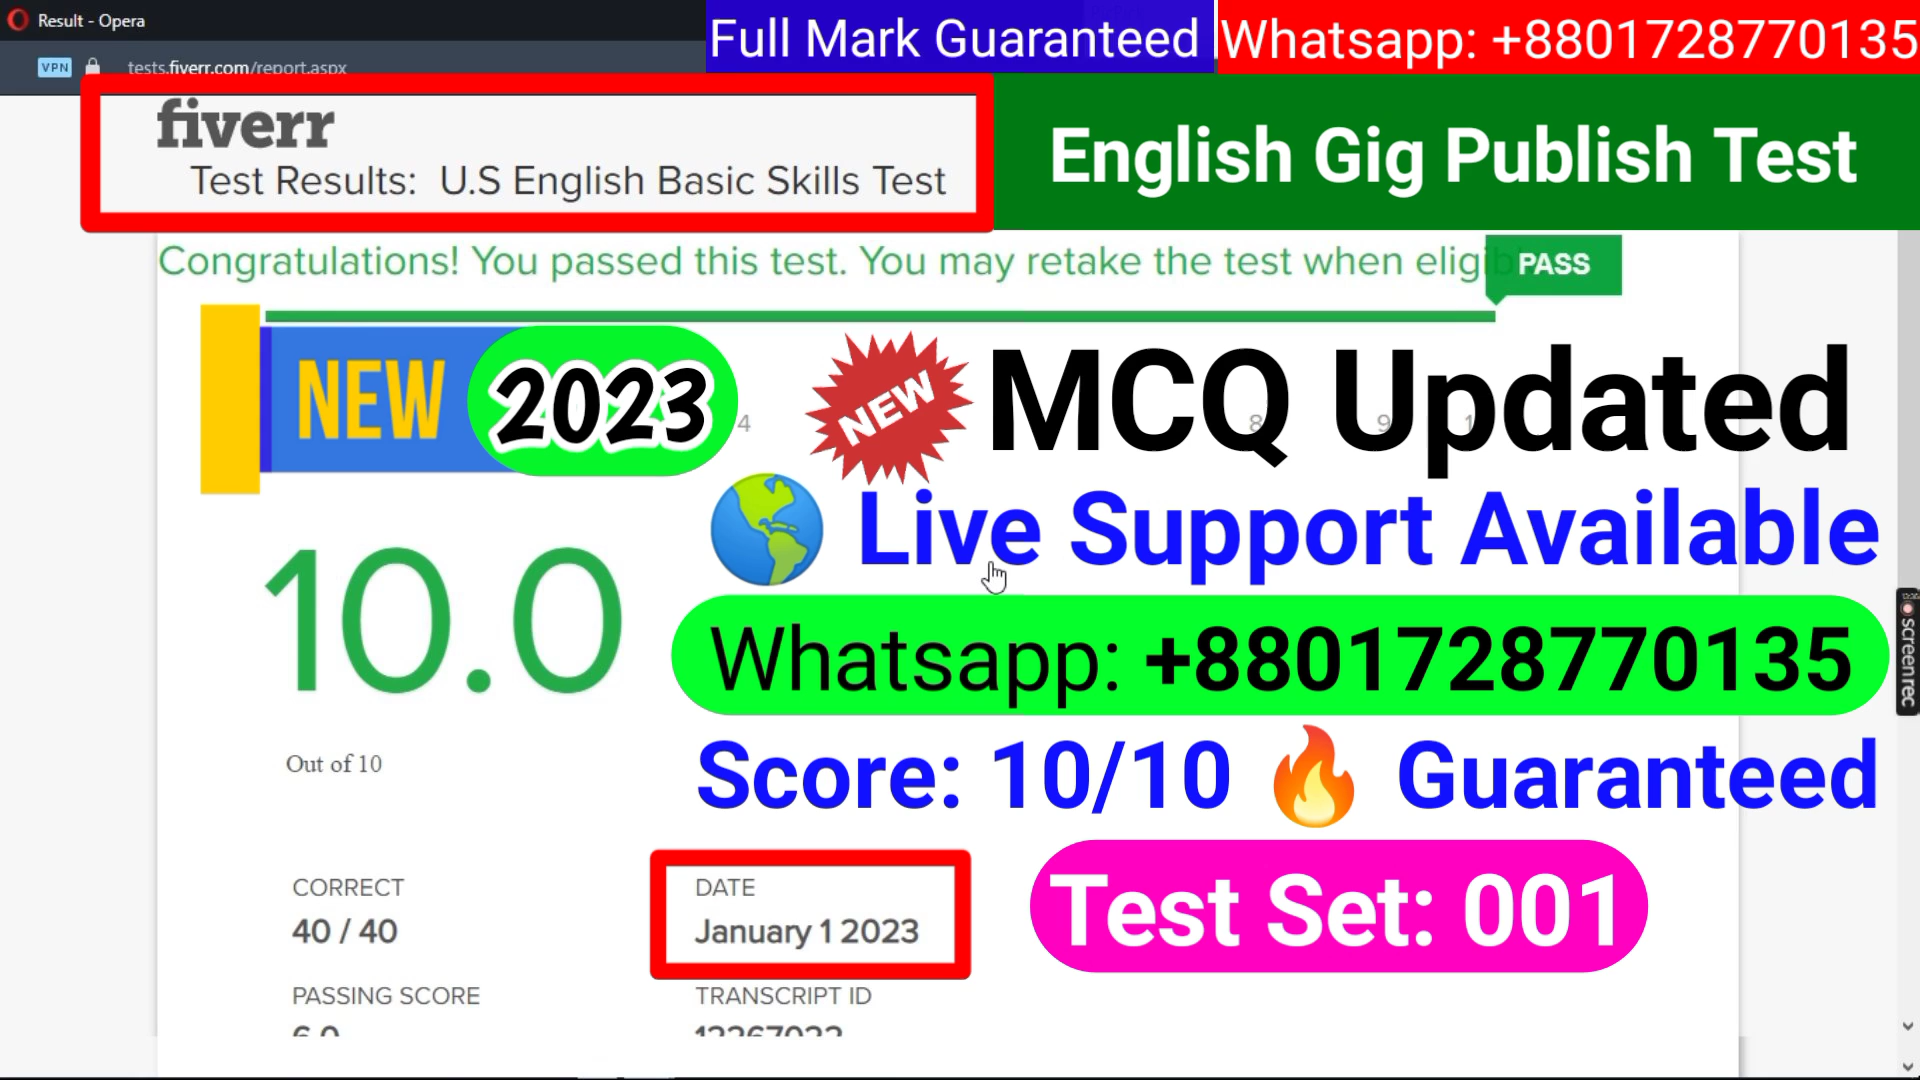 Result - Opera
Full Mark Guaranteed
Whatsapp: +8801728770135
VPN
tests.fiverr.com/report.aspx
fiverr
Test Results: U.S English Basic Skills Test
English Gig Publish Test
Congratulations! You passed this test. You may retake the test when
PASS
NEW
2023
4
NEW
MCQ Updated
8
9
Live Support Available
10.0
Whatsapp: +8801728770135
screenrec
Out of 10
Score: 10/10 Guaranteed
CORRECT
40 / 40
DATE
January 1 2023
Test Set: 001
PASSING SCORE
TRANSCRIPT ID